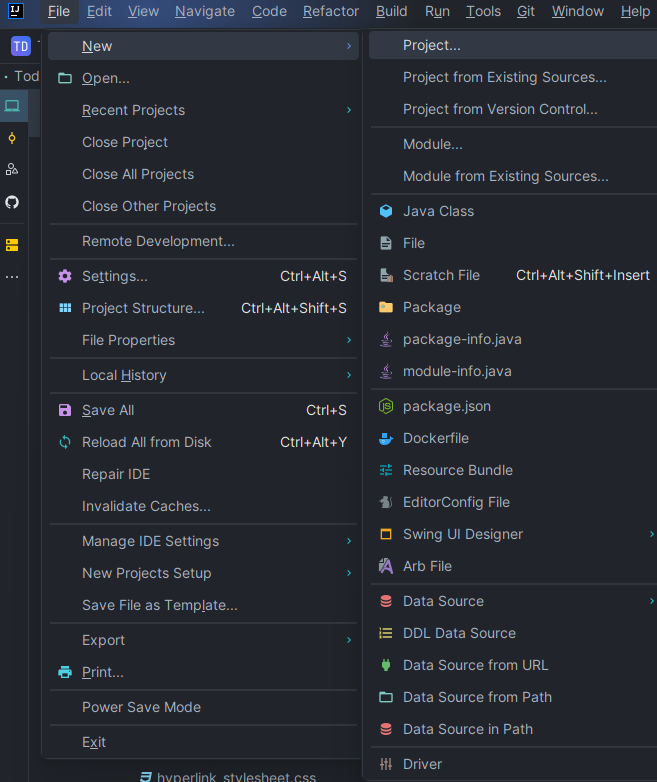 IJ
File Edit View Navigate Code Refactor Build Run Tools Git Window Help
TD
Tod
New
Open...
Recent Projects
Close Project
Close All Projects
Close Other Projects
Remote Development...
Settings... Ctrl+Alt+S
Project Structure... Ctrl+Alt+Shift+S
File Properties
Local History
Save All Ctrl+S
Reload All from Disk Ctrl+Alt+Y
Repair IDE
Invalidate Caches...
Manage IDE Settings
New Projects Setup
Save File as Template...
Export
Print...
Power Save Mode
Exit
Project...
Project from Existing Sources...
Project from Version Control...
Module...
Module from Existing Sources...
Java Class
File
Scratch File Ctrl+Alt+Shift+Insert
Package
package-info.java
module-info.java
package.json
Dockerfile
Resource Bundle
EditorConfig File
Swing UI Designer
Arb File
Data Source
DDL Data Source
Data Source from URL
Data Source from Path
Data Source in Path
Driver
hyperlink_stylesheet.css